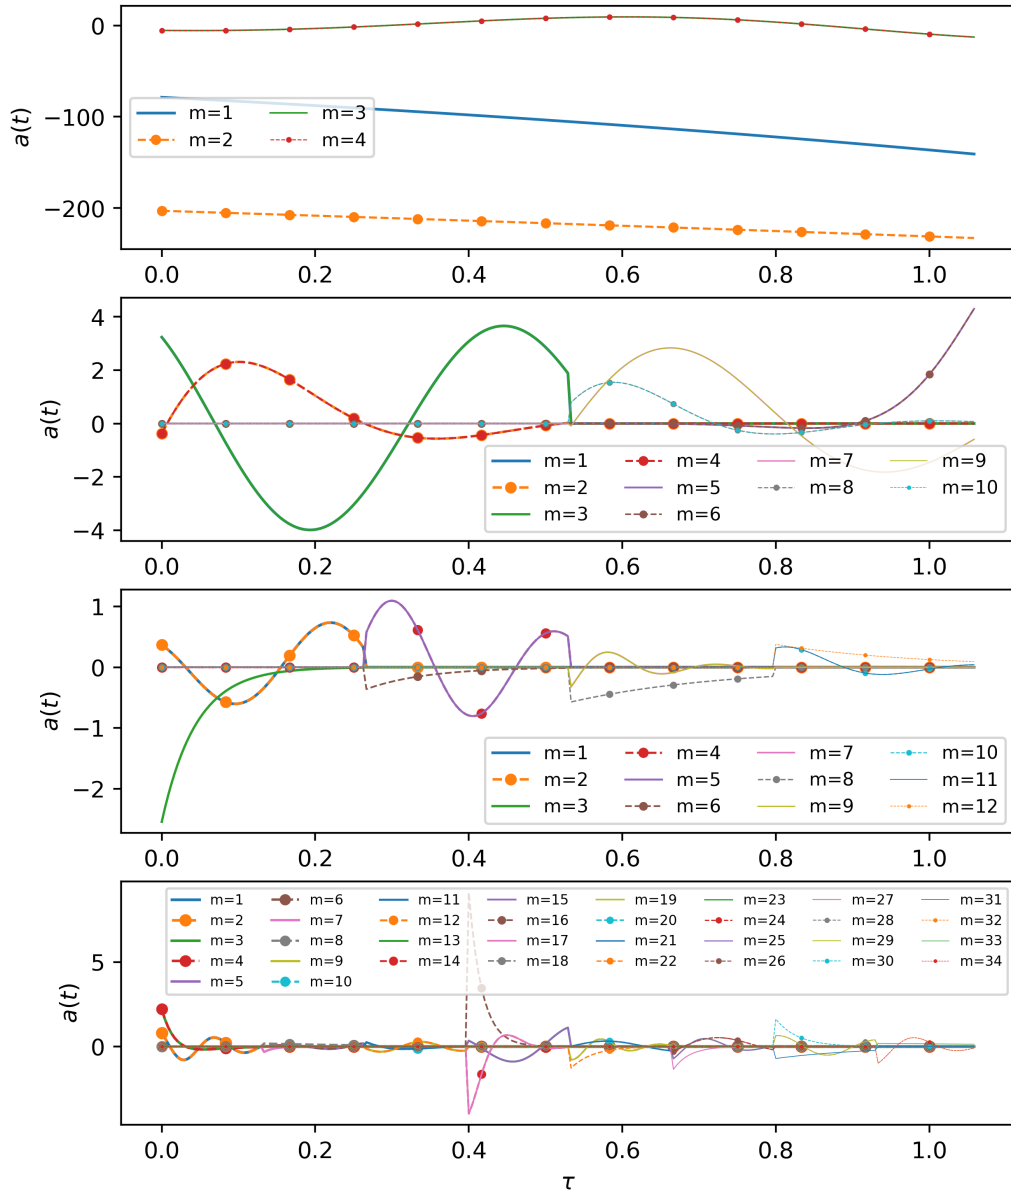 0
−100
−200
a(t)
m=1 m=3
m=2 m=4
0.0 0.2 0.4 0.6 0.8 1.0
4
2
0
−2
−4
a(t)
m=1 m=4 m=7 m=9
m=2 m=5 m=8 m=10
m=3 m=6
0.0 0.2 0.4 0.6 0.8 1.0
1
0
−1
−2
a(t)
m=1 m=4 m=7 m=10
m=2 m=5 m=8 m=11
m=3 m=6 m=9 m=12
0.0 0.2 0.4 0.6 0.8 1.0
5
0
a(t)
m=1 m=6 m=11 m=15 m=19 m=23 m=27 m=31
m=2 m=7 m=12 m=16 m=20 m=24 m=28 m=32
m=3 m=8 m=13 m=17 m=21 m=25 m=29 m=33
m=4 m=9 m=14 m=18 m=22 m=26 m=30 m=34
m=5 m=10
0.0 0.2 0.4 0.6 0.8 1.0
τ